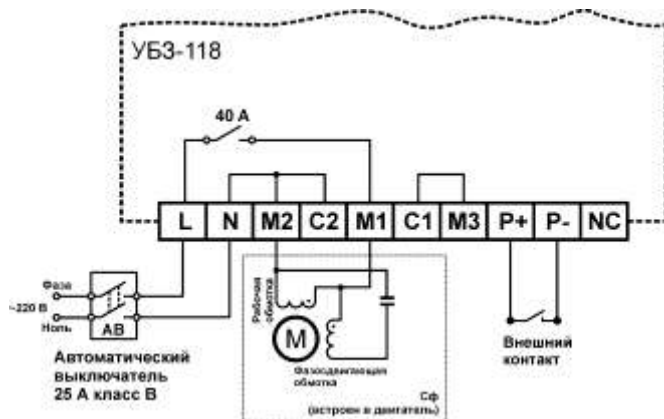 УБЗ-118
40 А
L N M2 C2 M1 C1 M3 P+ P- NC
Фаза
~220 В
Ноль
АВ
Автоматический
выключатель
25 А класс В
Рабочая
обмотка
М
Фазосдвигающая
обмотка
Сф
(встроен в двигатель)
Внешний
контакт